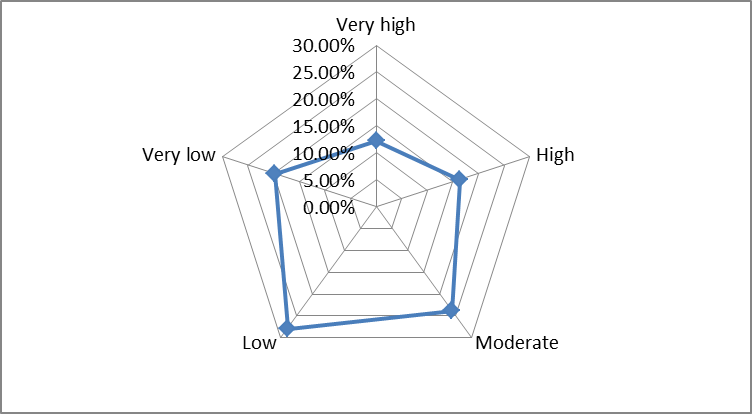 Very high
30.00%
25.00%
20.00%
15.00%
10.00%
5.00%
0.00%
Very low
High
Low
Moderate